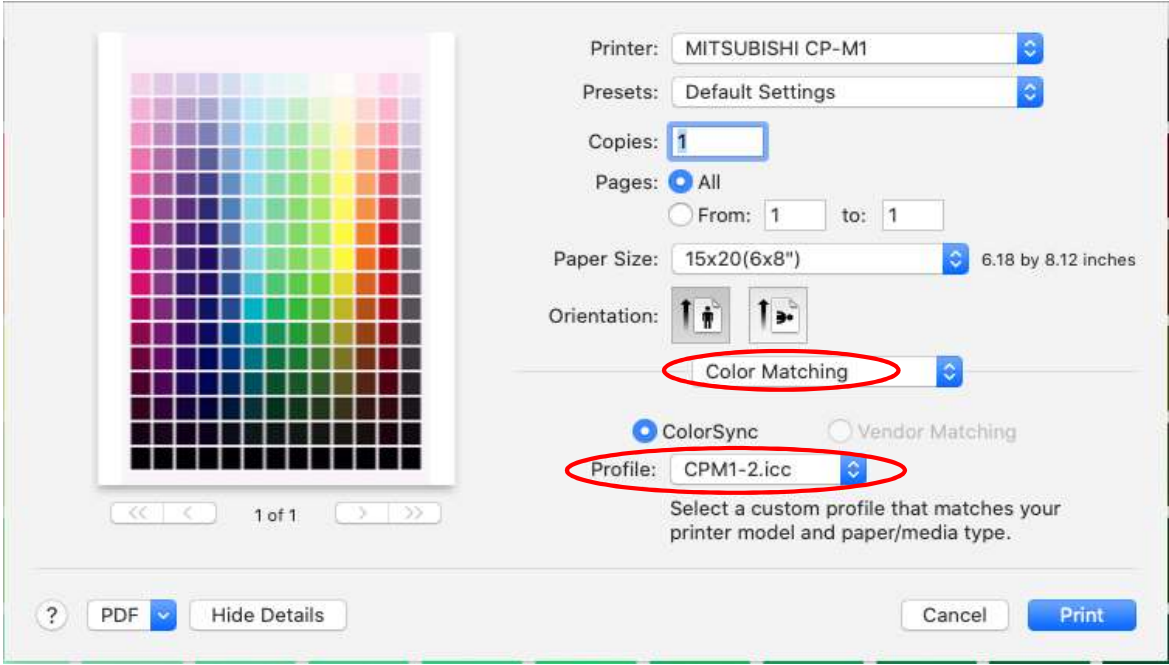 Printer: MITSUBISHI CP-M1
Presets: Default Settings
Copies: 1
Pages: All
From: 1 to: 1
Paper Size: 15x20(6x8") 6.18 by 8.12 inches
Orientation:
Color Matching
ColorSync Vendor Matching
Profile: CPM1-2.icc
Select a custom profile that matches your
printer model and paper/media type.
<< < 1 of 1 > >>
? PDF Hide Details Cancel Print